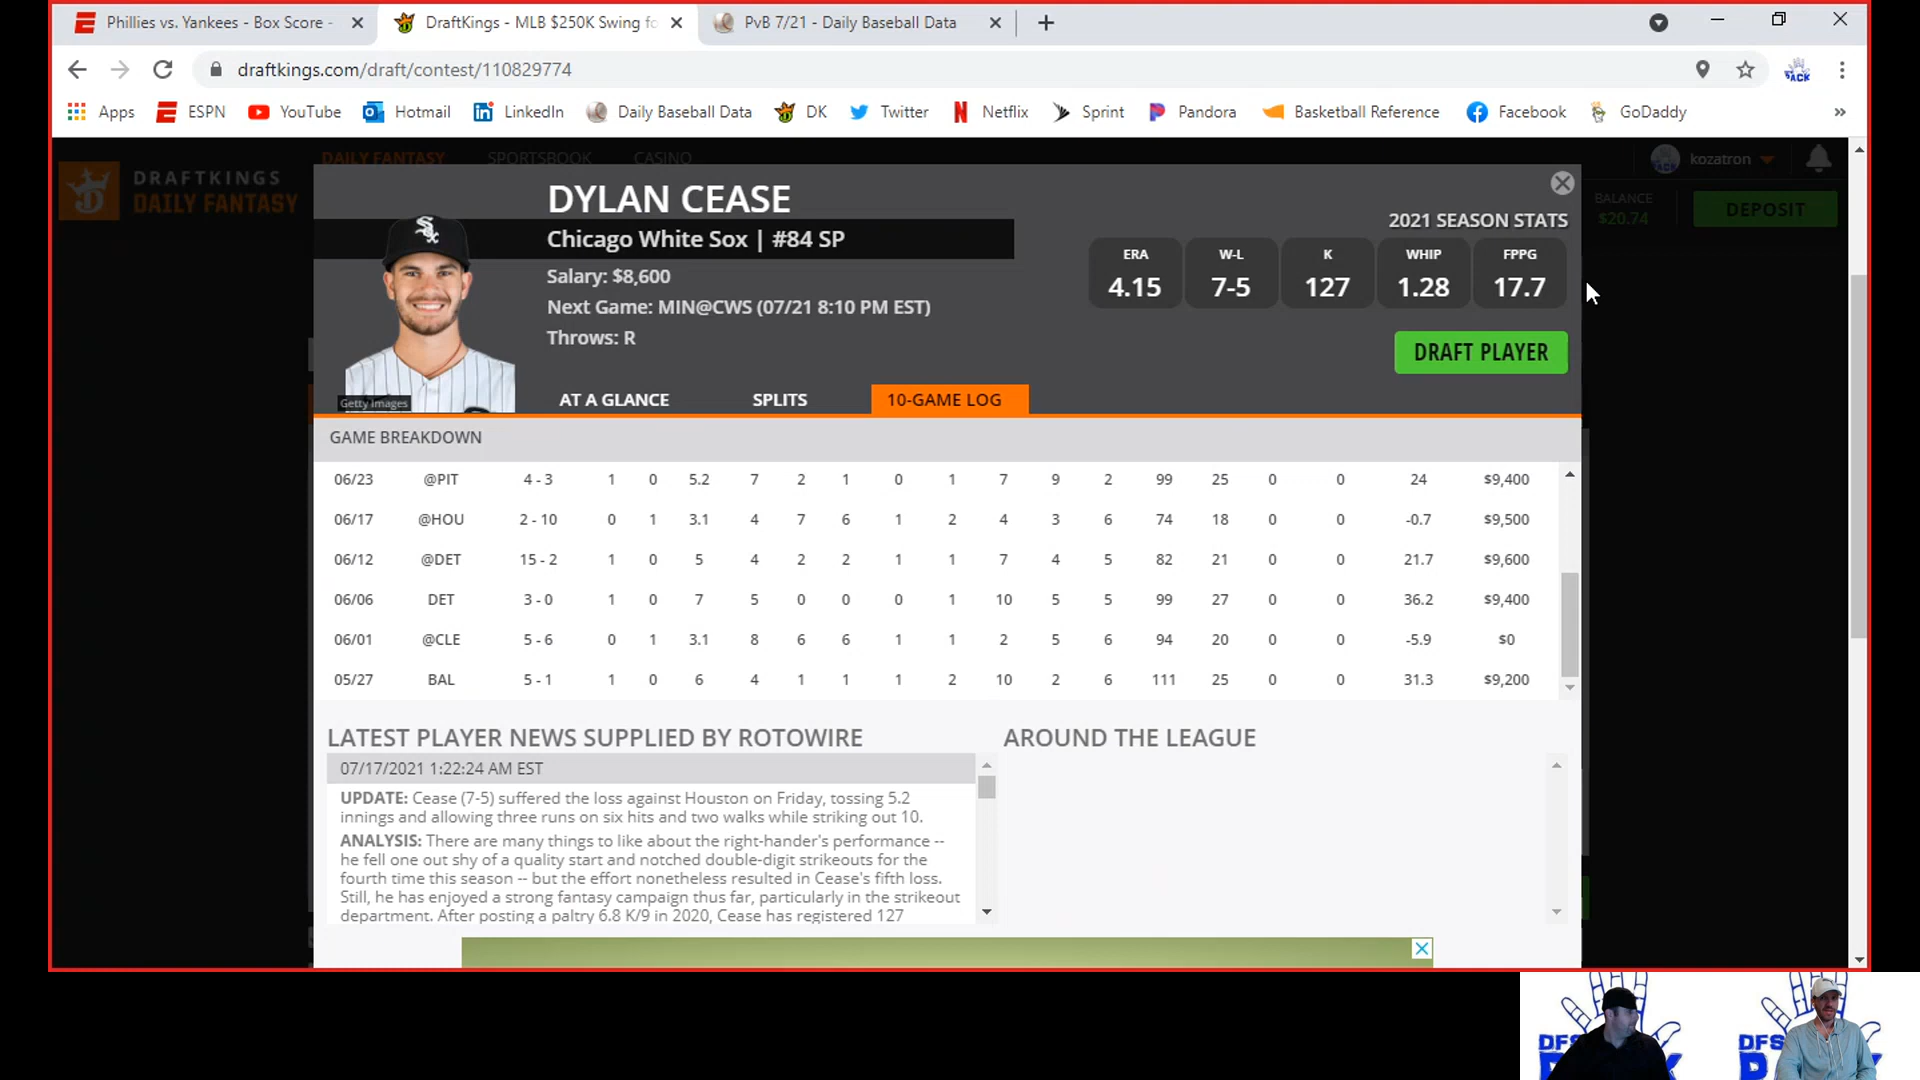 Phillies vs. Yankees - Box Score -
DraftKings - MLB $250K Swing fo
PvB 7/21 - Daily Baseball Data
draftkings.com/draft/contest/110829774
BACK
Apps ESPN YouTube Hotmail LinkedIn Daily Baseball Data DK Twitter Netflix Sprint Pandora Basketball Reference Facebook GoDaddy »
DAILY FANTASY SPORTSBOOK CASINO
kozatron
DRAFTKINGS
DAILY FANTASY
BALANCE
$20.74
DEPOSIT
DYLAN CEASE
Chicago White Sox | #84 SP
Salary: $8,600
Next Game: MIN@CWS (07/21 8:10 PM EST)
Throws: R
Getty Images
2021 SEASON STATS
ERA W-L K WHIP FPPG
4.15 7-5 127 1.28 17.7
DRAFT PLAYER
AT A GLANCE SPLITS 10-GAME LOG
GAME BREAKDOWN
06/23 @PIT 4 - 3 1 0 5.2 7 2 1 0 1 7 9 2 99 25 0 0 24 $9,400
06/17 @HOU 2 - 10 0 1 3.1 4 7 6 1 2 4 3 6 74 18 0 0 -0.7 $9,500
06/12 @DET 15 - 2 1 0 5 4 2 2 1 1 7 4 5 82 21 0 0 21.7 $9,600
06/06 DET 3 - 0 1 0 7 5 0 0 0 1 10 5 5 99 27 0 0 36.2 $9,400
06/01 @CLE 5 - 6 0 1 3.1 8 6 6 1 1 2 5 6 94 20 0 0 -5.9 $0
05/27 BAL 5 - 1 1 0 6 4 1 1 1 2 10 2 6 111 25 0 0 31.3 $9,200
LATEST PLAYER NEWS SUPPLIED BY ROTOWIRE
AROUND THE LEAGUE
07/17/2021 1:22:24 AM EST
UPDATE: Cease (7-5) suffered the loss against Houston on Friday, tossing 5.2
innings and allowing three runs on six hits and two walks while striking out 10.
ANALYSIS: There are many things to like about the right-hander's performance --
he fell one out shy of a quality start and notched double-digit strikeouts for the
fourth time this season -- but the effort nonetheless resulted in Cease's fifth loss.
Still, he has enjoyed a strong fantasy campaign thus far, particularly in the strikeout
department. After posting a paltry 6.8 K/9 in 2020, Cease has registered 127
DFS
DFS